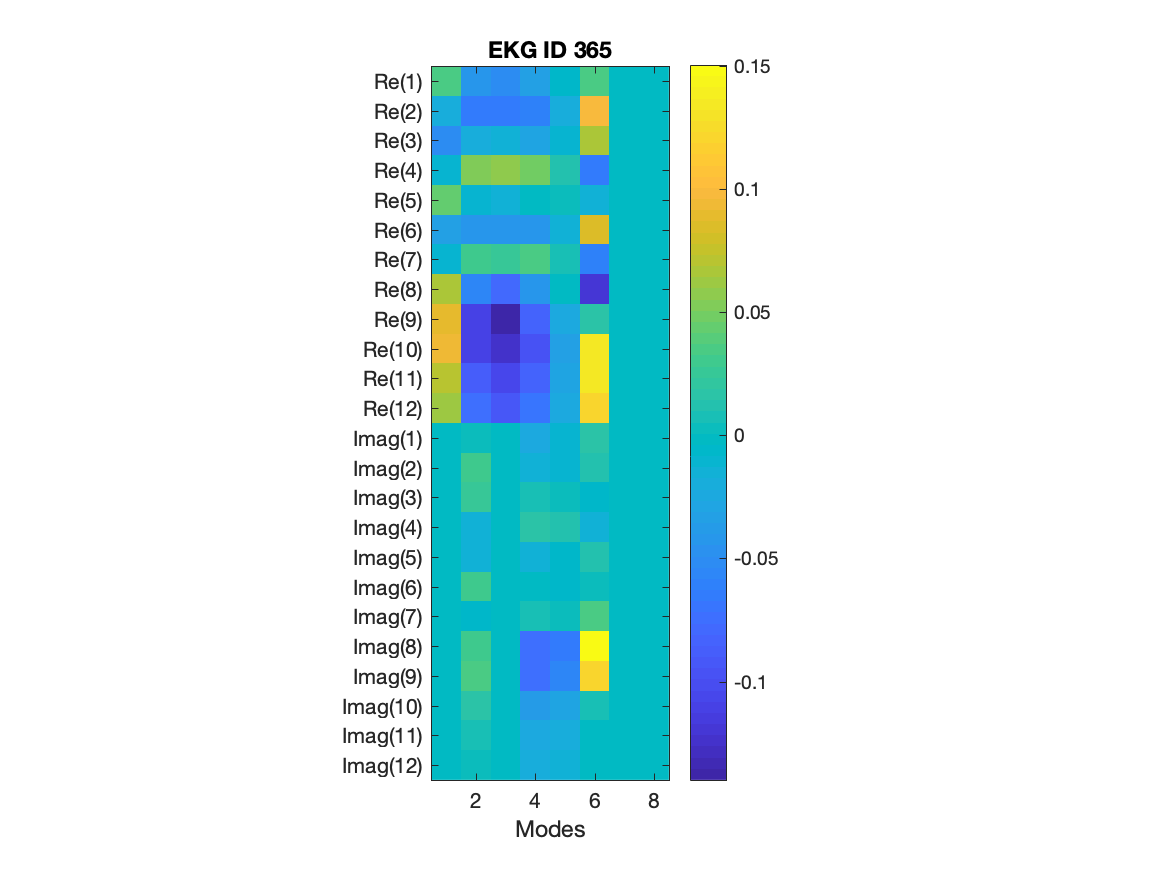 EKG ID 365
Re(1)
Re(2)
Re(3)
Re(4)
Re(5)
Re(6)
Re(7)
Re(8)
Re(9)
Re(10)
Re(11)
Re(12)
Imag(1)
Imag(2)
Imag(3)
Imag(4)
Imag(5)
Imag(6)
Imag(7)
Imag(8)
Imag(9)
Imag(10)
Imag(11)
Imag(12)
2 4 6 8
Modes
0.15
0.1
0.05
0
-0.05
-0.1